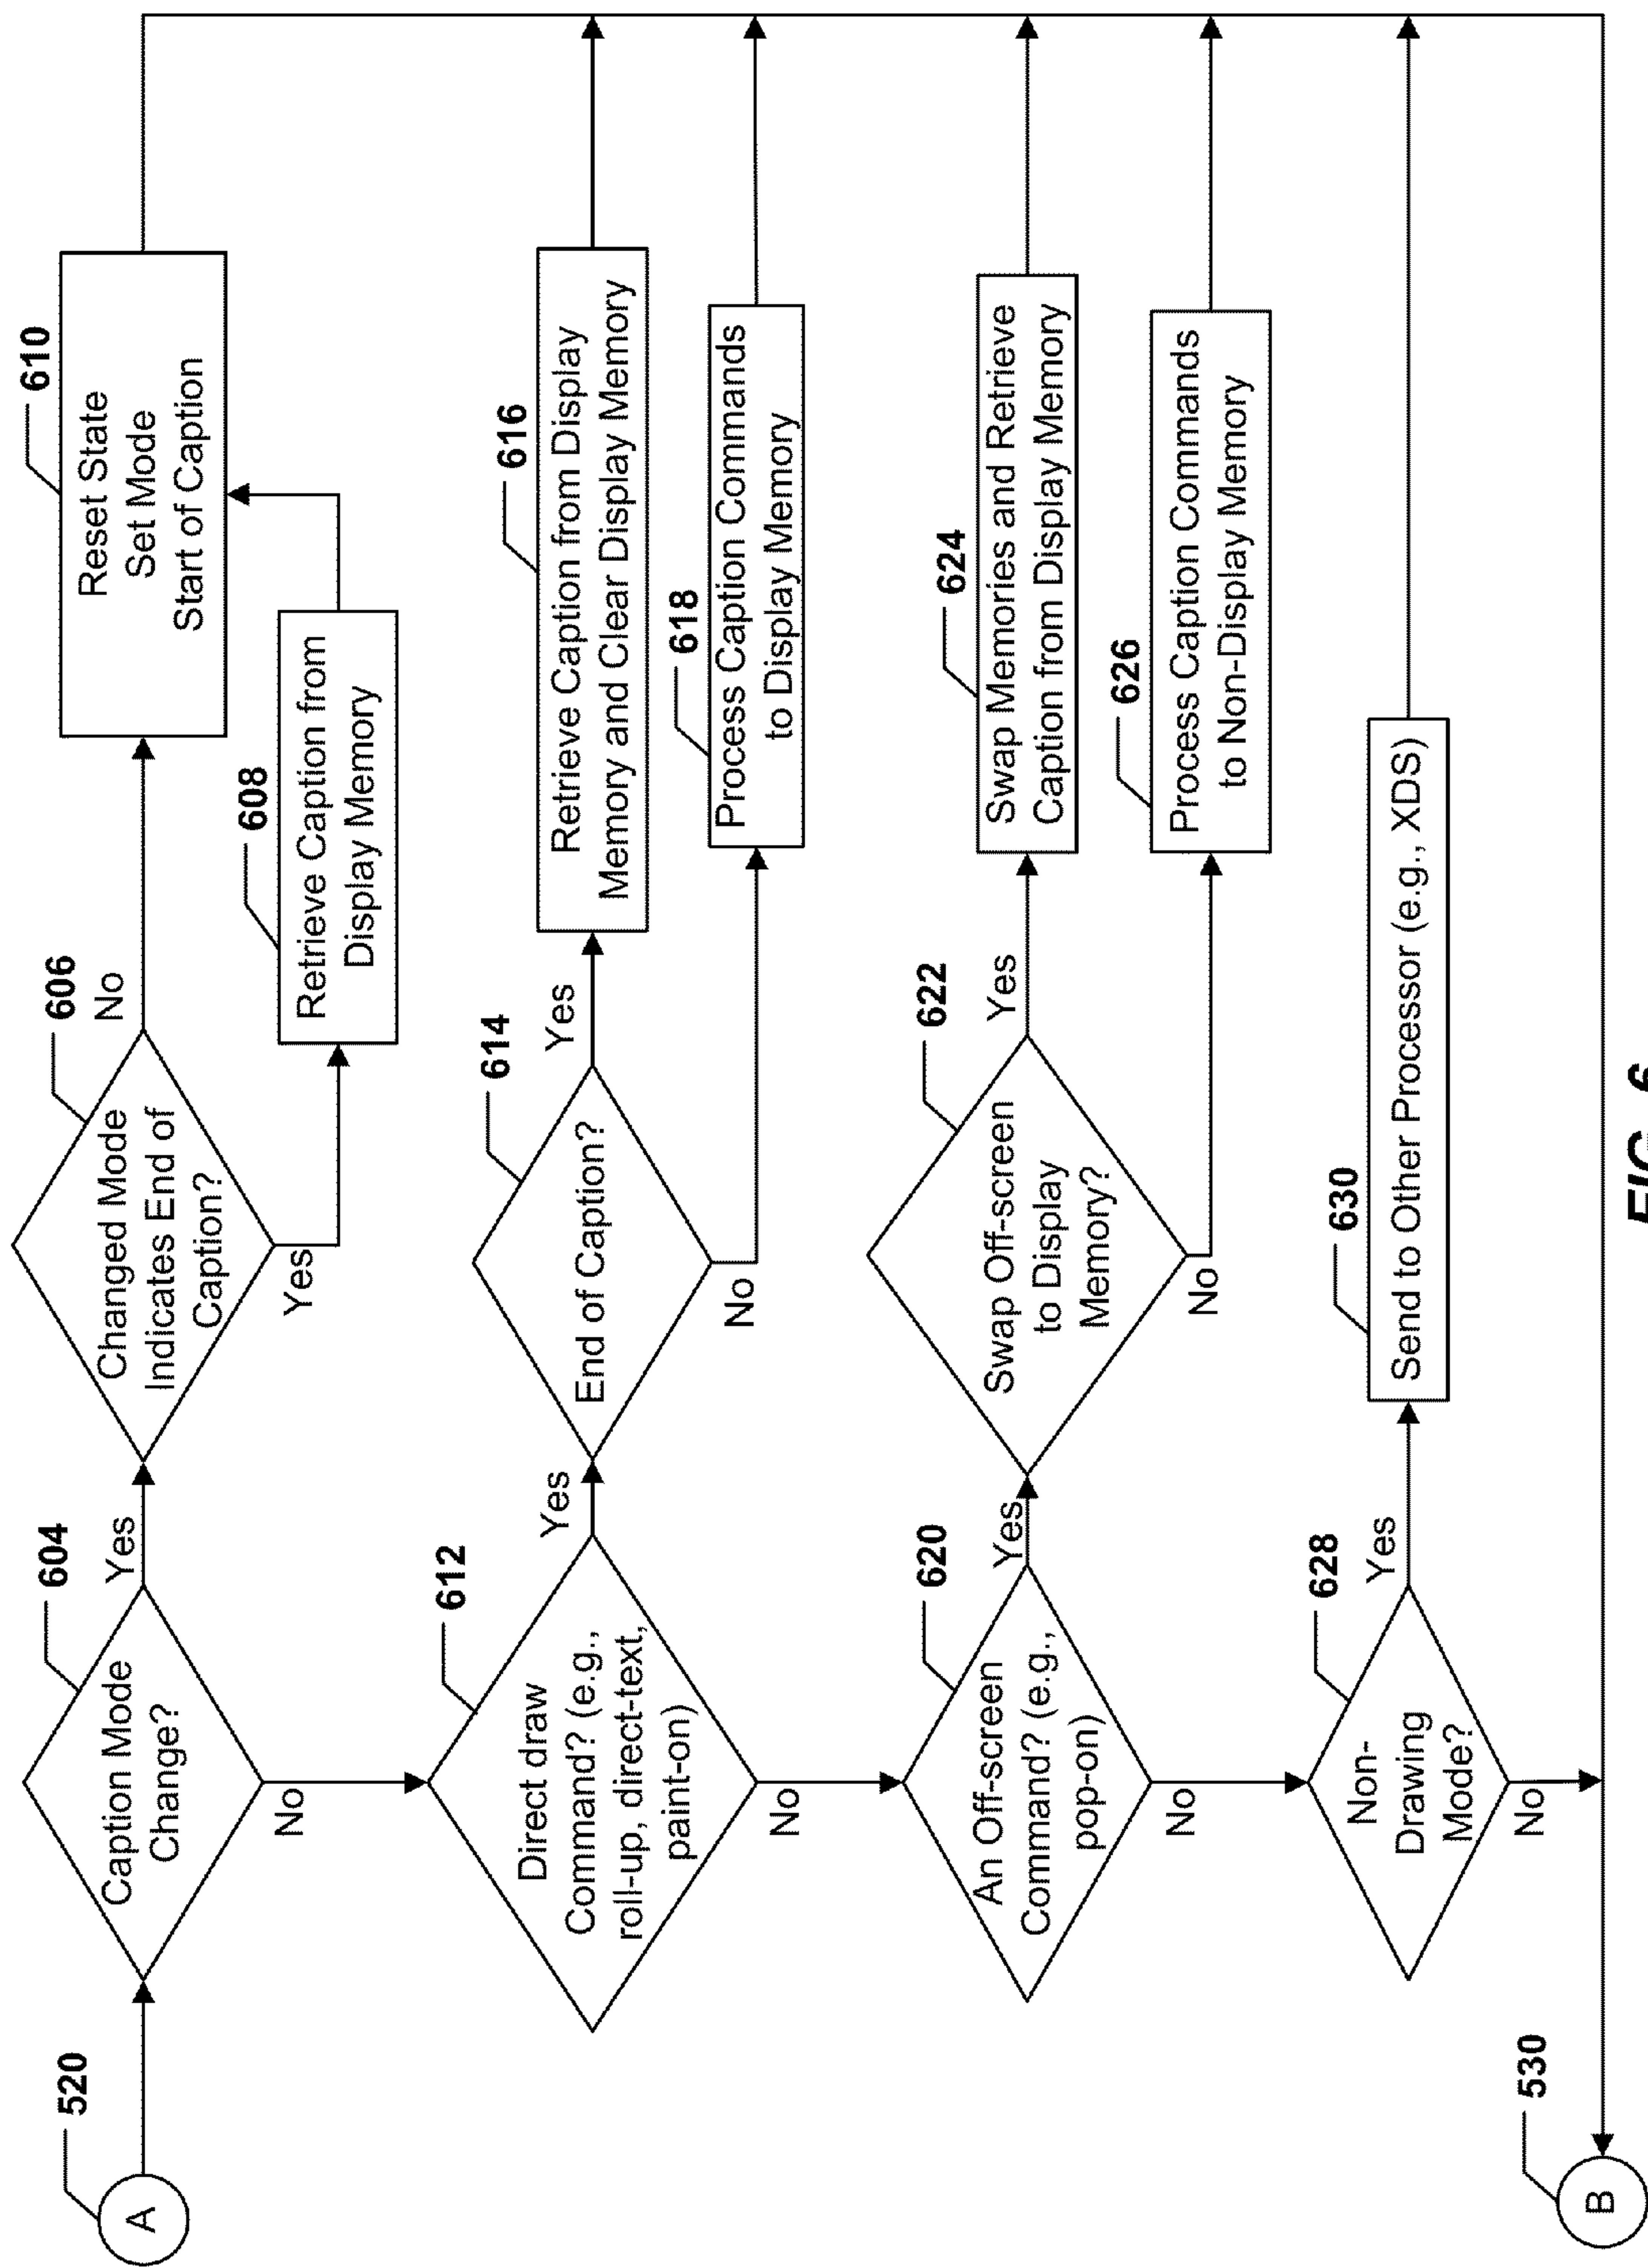 520
A
604
Caption Mode
Change?
Yes
No
606
Changed Mode
Indicates End of
Caption?
No
Yes
608
Retrieve Caption from
Display Memory
610
Reset State
Set Mode
Start of Caption
612
Direct draw
Command? (e.g.,
roll-up, direct-text,
paint-on)
Yes
No
614
End of Caption?
Yes
No
616
Retrieve Caption from Display
Memory and Clear Display Memory
618
Process Caption Commands
to Display Memory
620
An Off-screen
Command? (e.g.,
pop-on)
Yes
No
622
Swap Off-screen
to Display
Memory?
Yes
No
624
Swap Memories and Retrieve
Caption from Display Memory
626
Process Caption Commands
to Non-Display Memory
628
Non-
Drawing
Mode?
Yes
No
630
Send to Other Processor (e.g., XDS)
530
B
FIG. 6